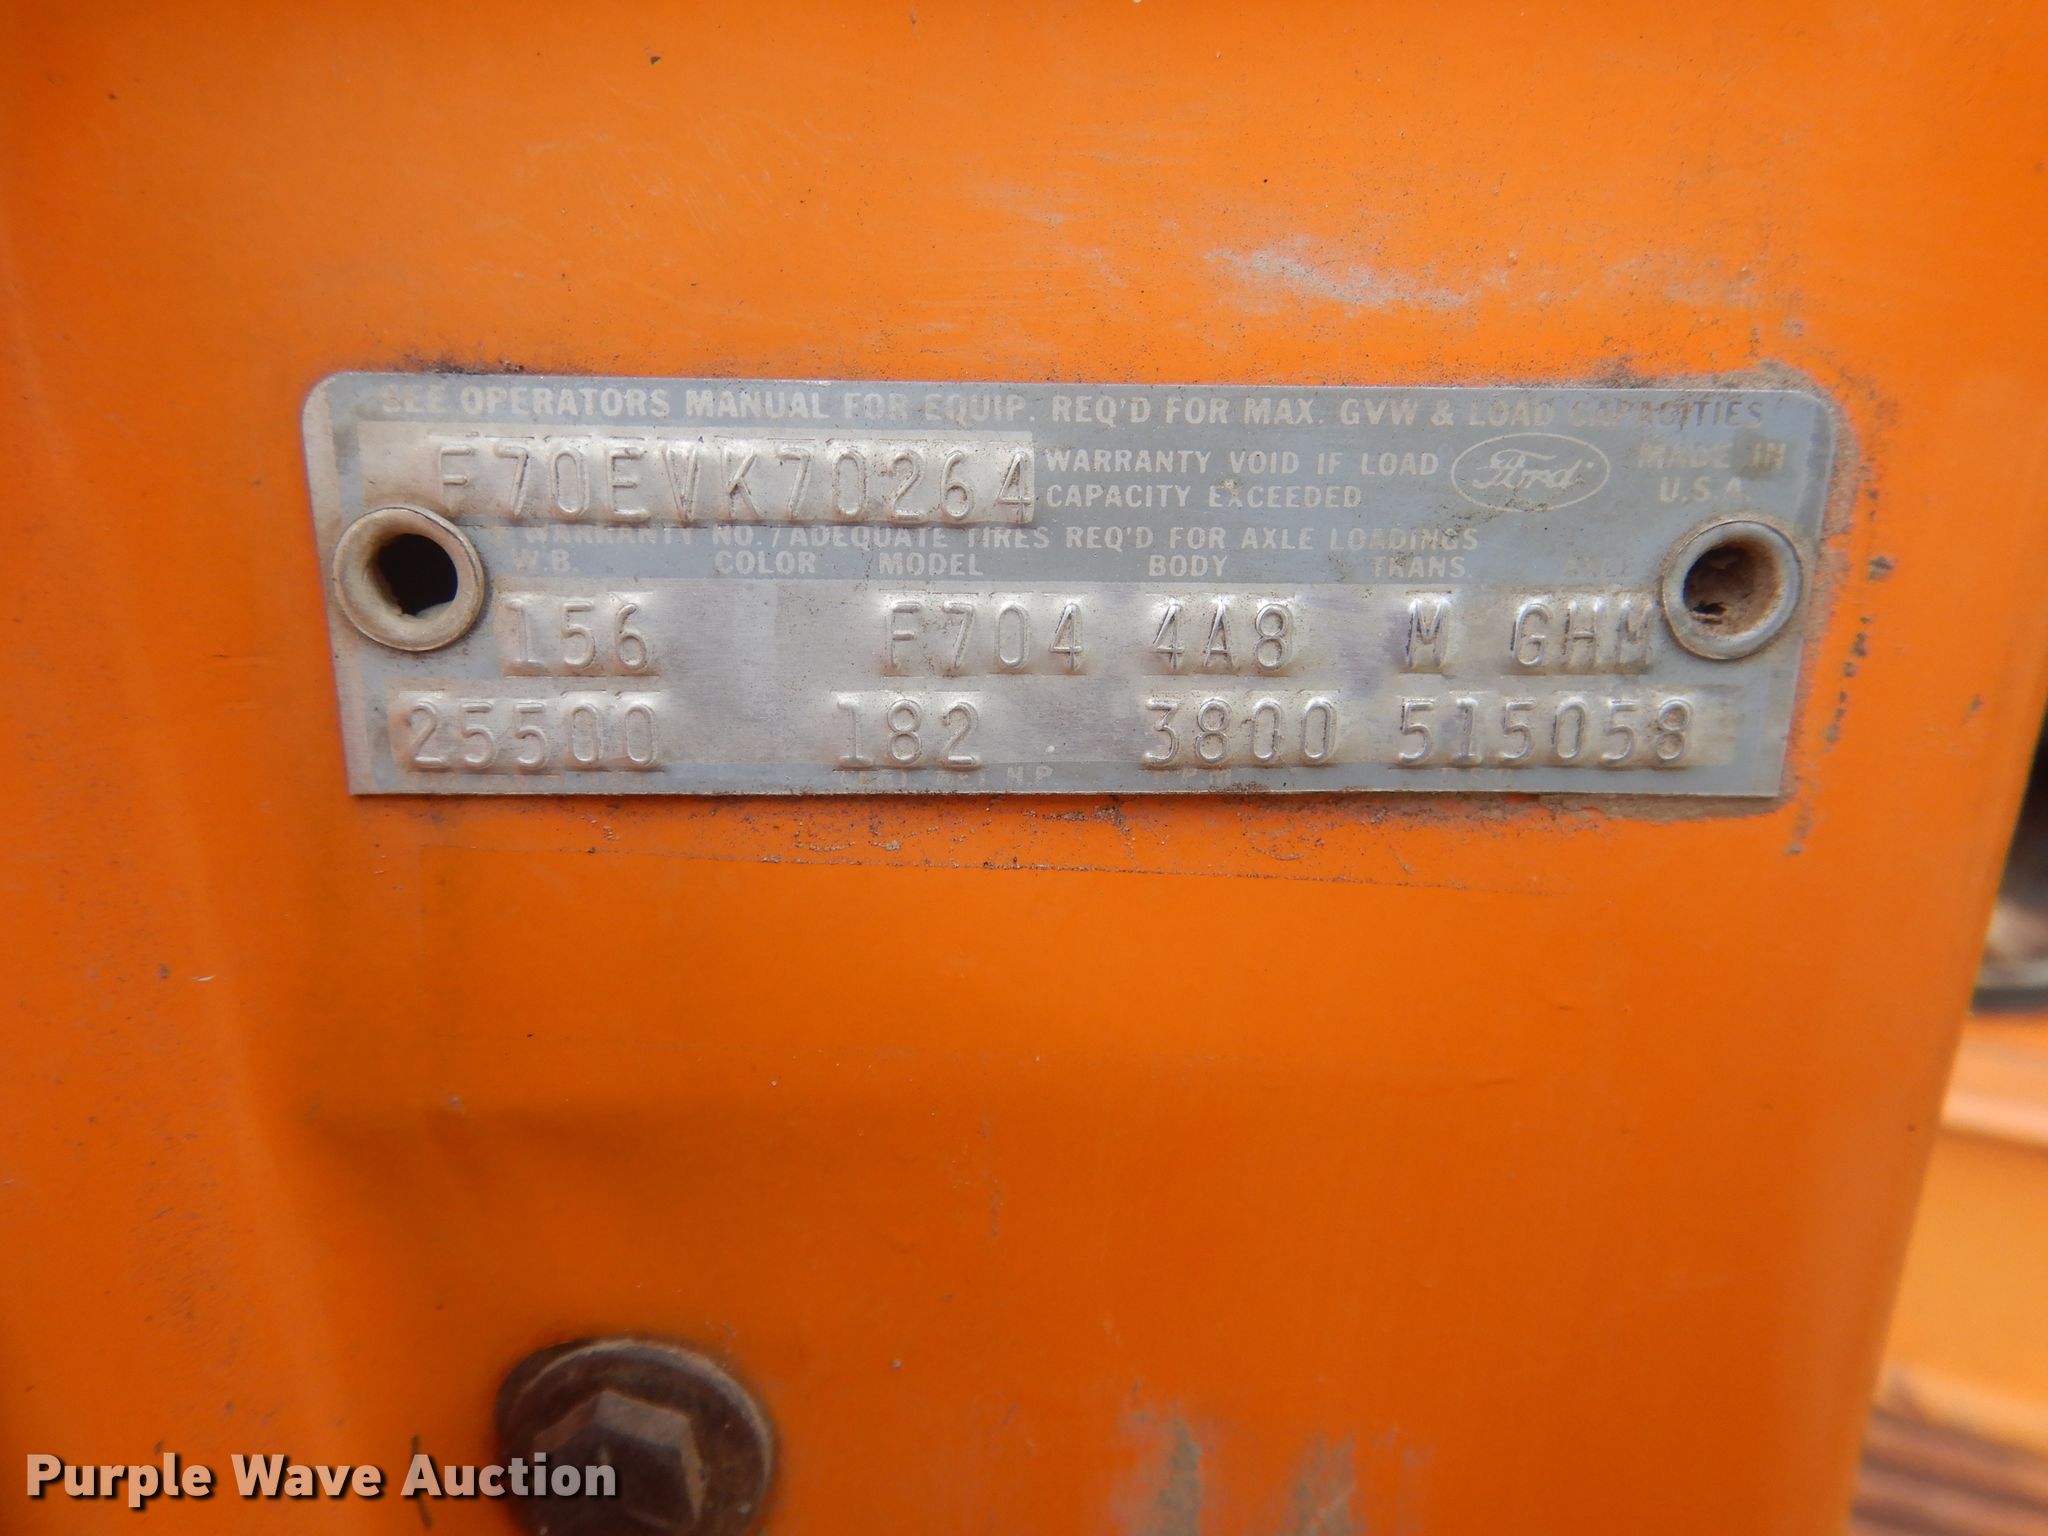 SEE OPERATORS MANUAL FOR EQUIP. REQ'D FOR MAX. GVW & LOAD CAPACITIES
F70EVK70264
WARRANTY VOID IF LOAD
CAPACITY EXCEEDED
Ford
MADE IN
U.S.A.
WARRANTY NO./ADEQUATE TIRES REQ'D FOR AXLE LOADINGS
W.B. COLOR MODEL BODY TRANS. AXLE
156 F704 4A8 M GHM
25500 182 3800 515058
H.P.
Purple Wave Auction